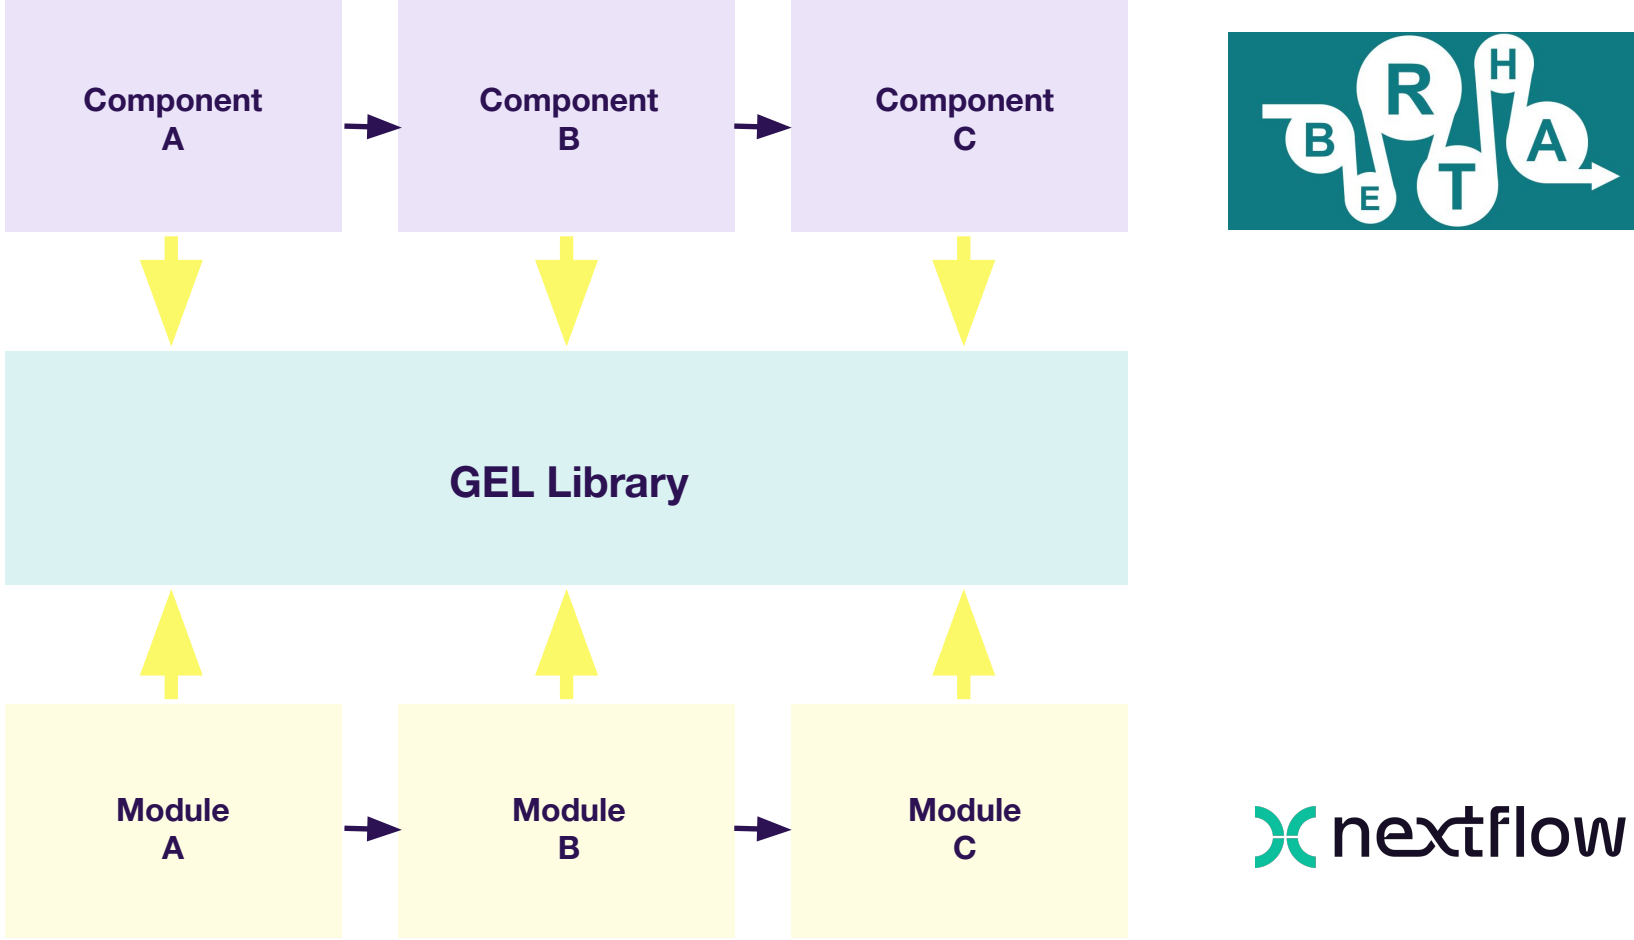 Component
A
Component
B
Component
C
BERTHA
GEL Library
Module
A
Module
B
Module
C
nextflow